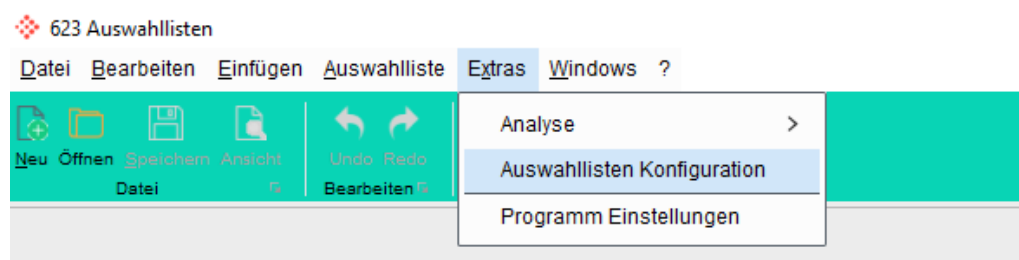 623 Auswahllisten
Datei Bearbeiten Einfügen Auswahlliste Extras Windows ?
Neu Öffnen Speichern Ansicht Undo Redo
Datei Bearbeiten
Analyse
Auswahllisten Konfiguration
Programm Einstellungen